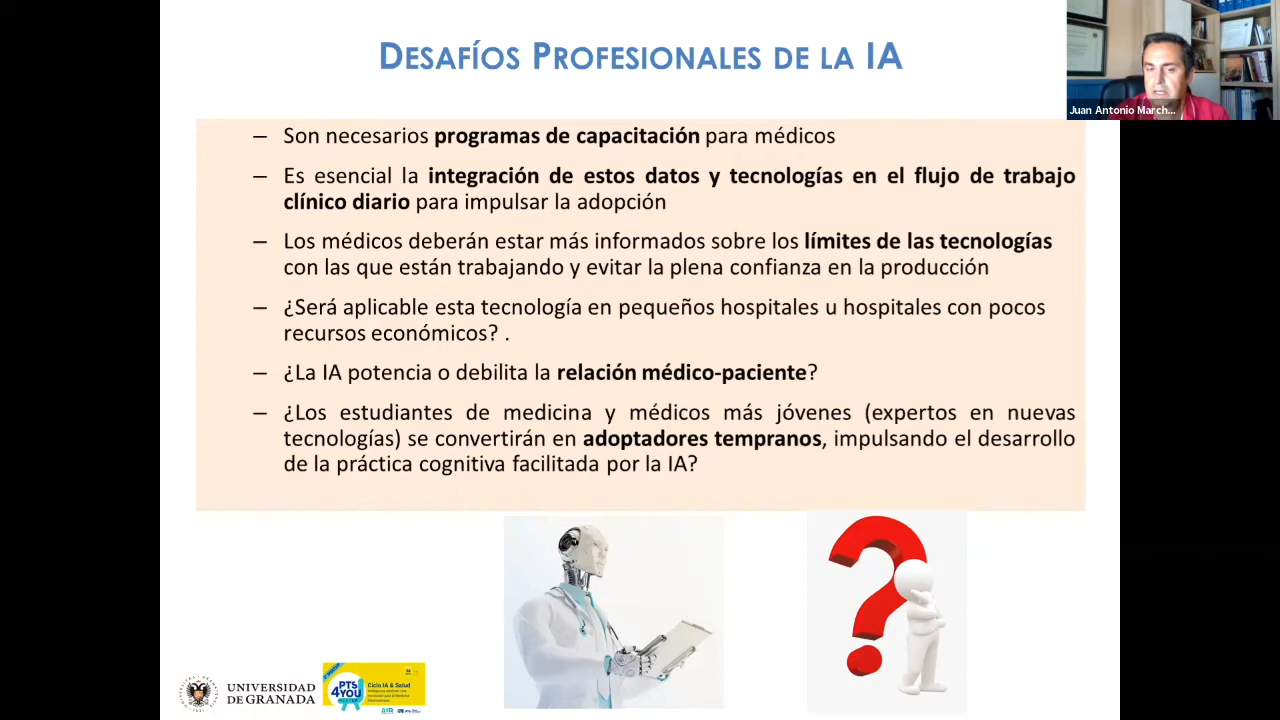 DESAFÍOS PROFESIONALES DE LA IA
Juan Antonio March...
– Son necesarios programas de capacitación para médicos
– Es esencial la integración de estos datos y tecnologías en el flujo de trabajo
clínico diario para impulsar la adopción
– Los médicos deberán estar más informados sobre los límites de las tecnologías
con las que están trabajando y evitar la plena confianza en la producción
– ¿Será aplicable esta tecnología en pequeños hospitales u hospitales con pocos
recursos económicos? .
– ¿La IA potencia o debilita la relación médico-paciente?
– ¿Los estudiantes de medicina y médicos más jóvenes (expertos en nuevas
tecnologías) se convertirán en adoptadores tempranos, impulsando el desarrollo
de la práctica cognitiva facilitada por la IA?
UNIVERSIDAD
DE GRANADA
PTS
4YOU
Ciclo IA & Salud